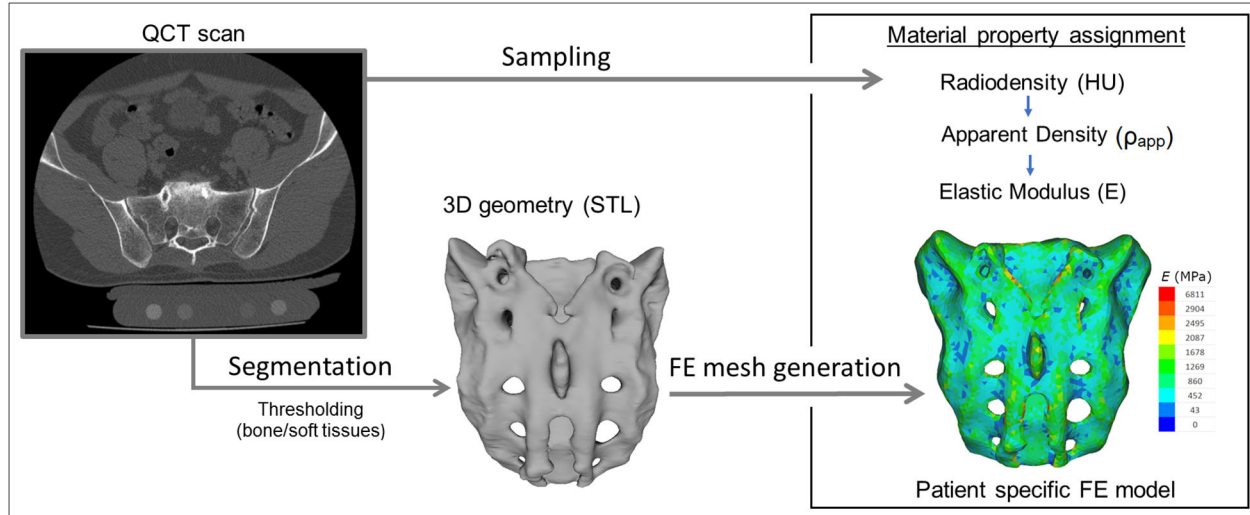 QCT scan
Sampling
Segmentation
Thresholding
(bone/soft tissues)
3D geometry (STL)
FE mesh generation
Material property assignment
Radiodensity (HU)
Apparent Density (ρapp)
Elastic Modulus (E)
E (MPa)
6811
2904
2495
2087
1678
1269
860
452
43
0
Patient specific FE model